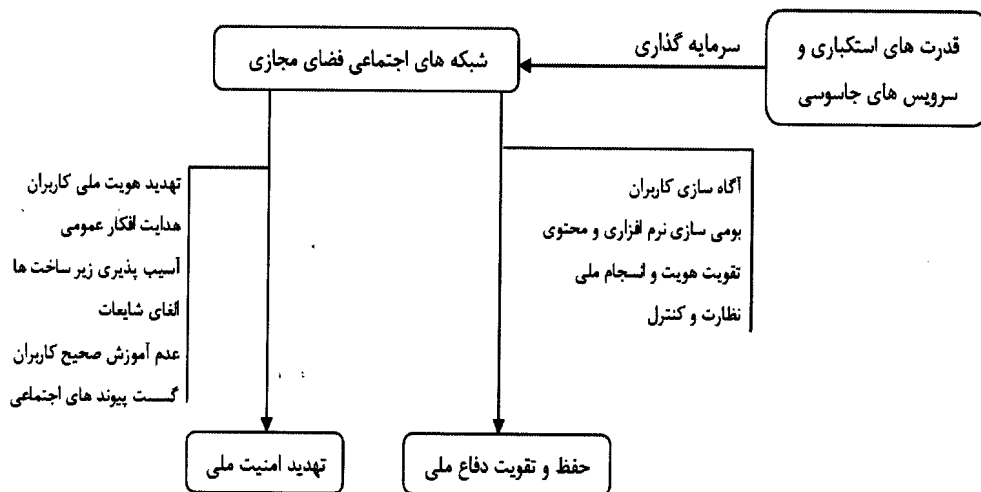 قدرت های استکباری و
سرویس های جاسوسی
سرمایه گذاری
شبکه های اجتماعی فضای مجازی
آگاه سازی کاربران
بومی سازی نرم افزاری و محتوی
تقویت هویت و انسجام ملی
نظارت و کنترل
تهدید هویت ملی کاربران
هدایت افکار عمومی
آسیب پذیری زیر ساخت ها
القای شایعات
عدم آموزش صحیح کاربران
گسست پیوند های اجتماعی
حفظ و تقویت دفاع ملی
تهدید امنیت ملی